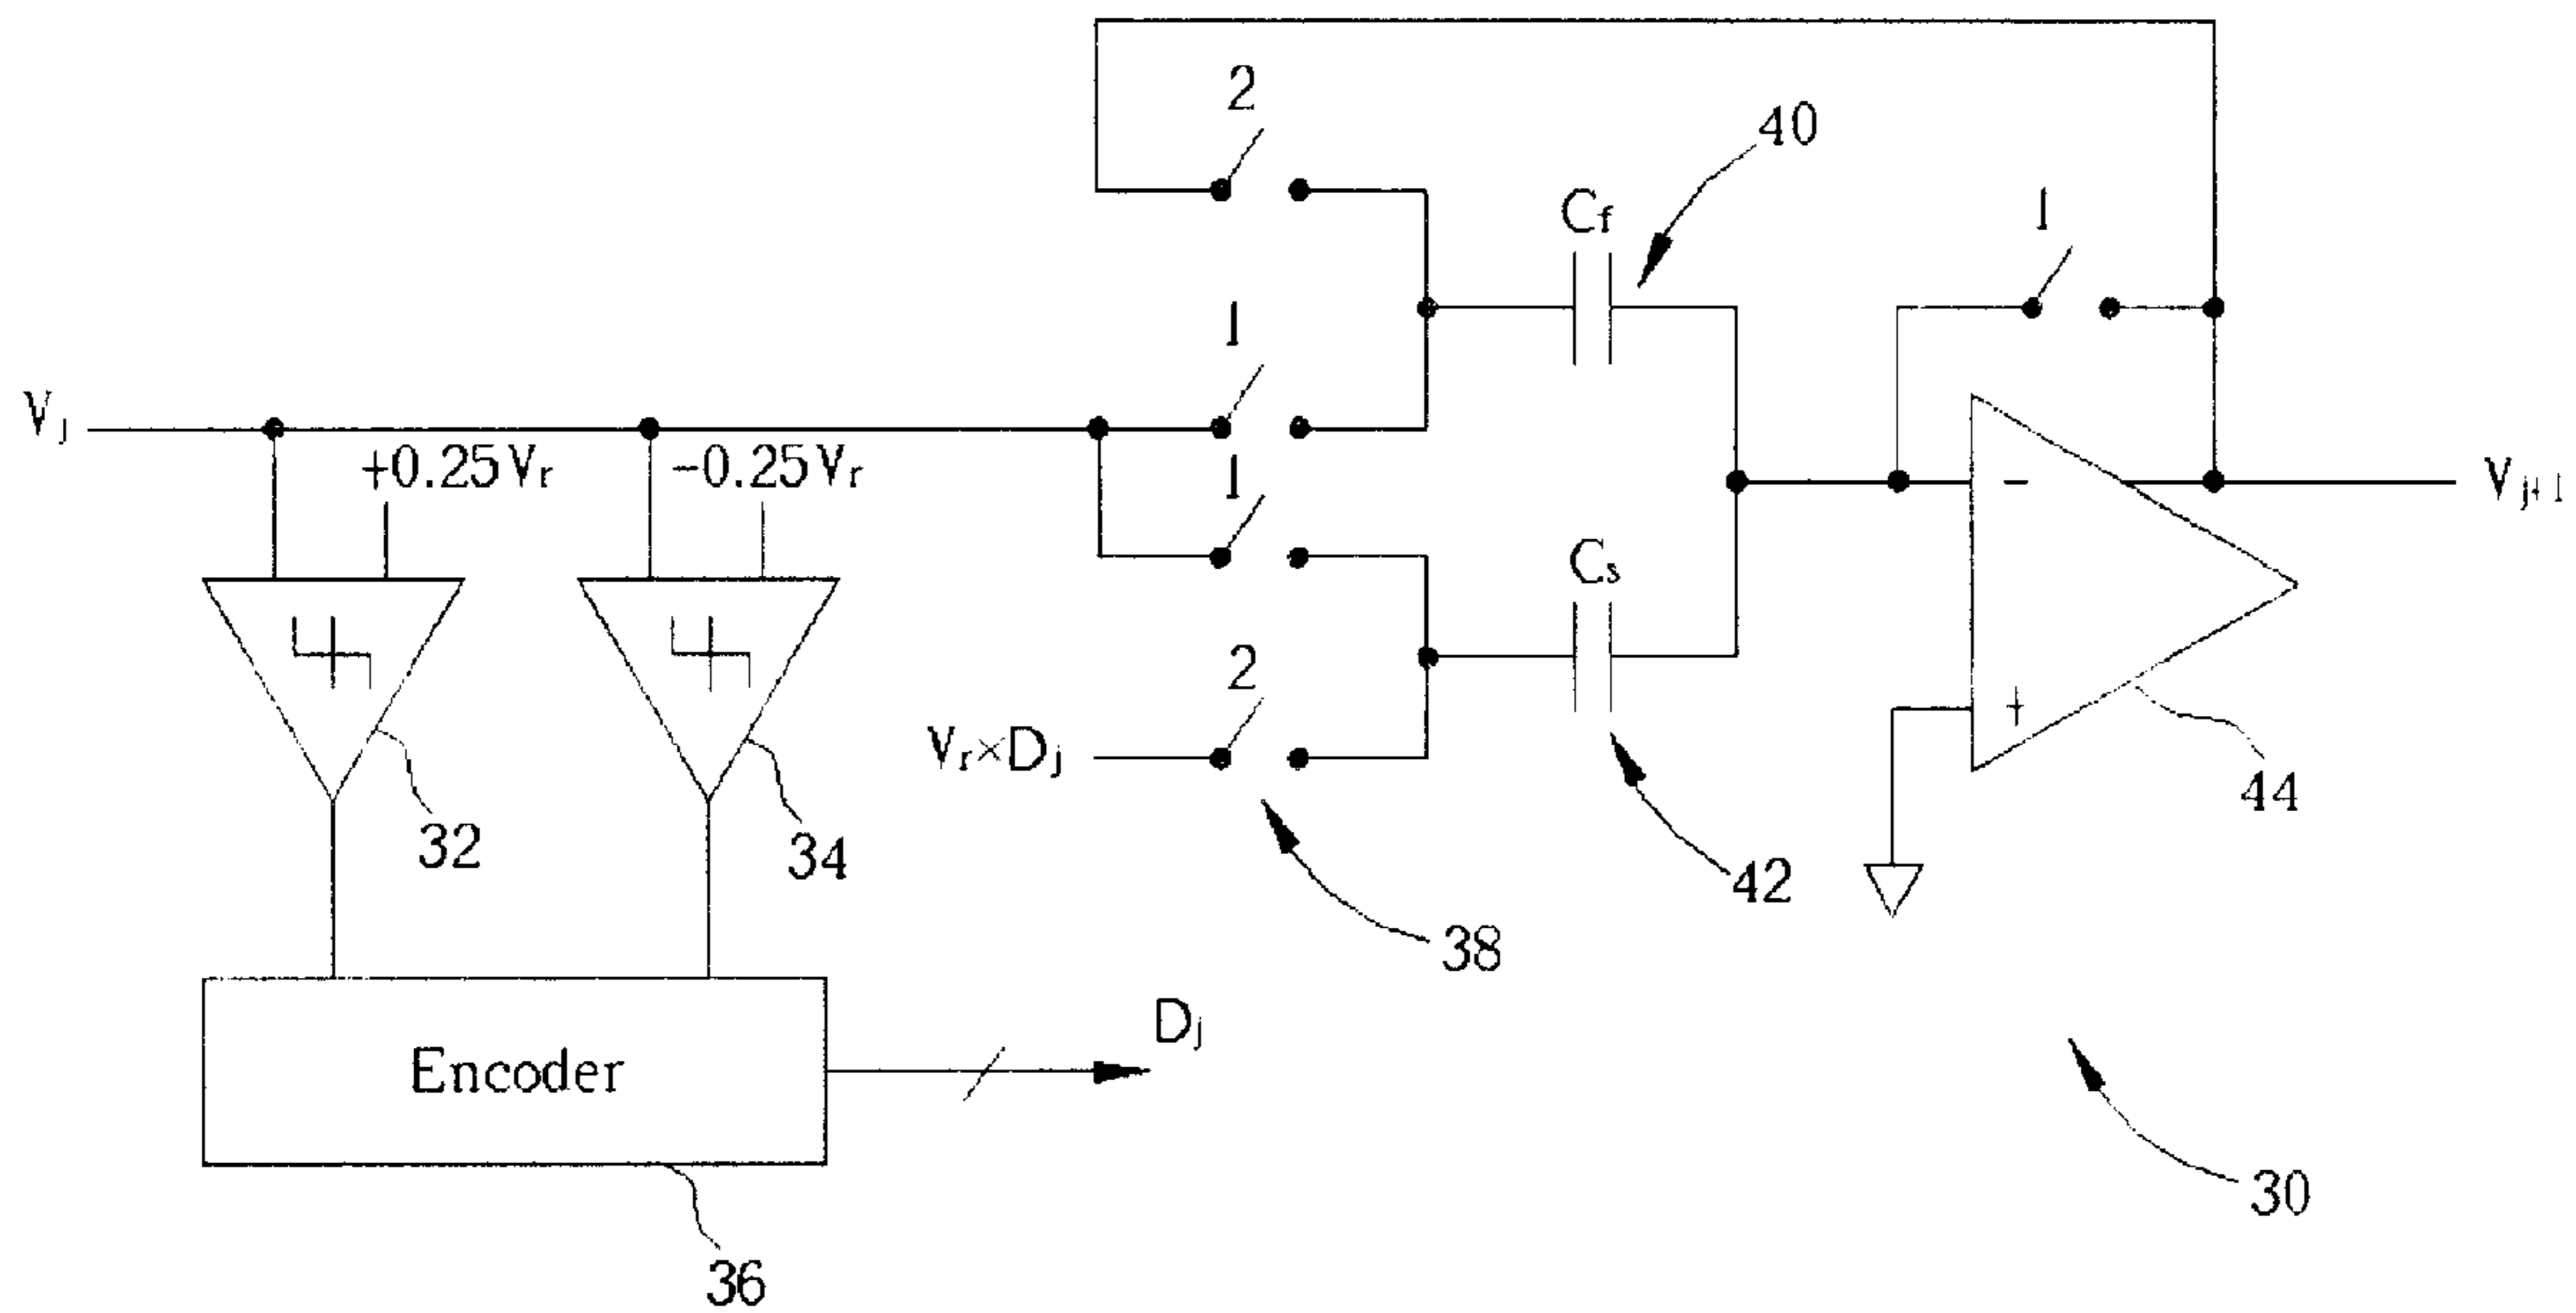 2
40
Cf
1
1
Vj
+0.25Vr
-0.25Vr
1
−
Vj+1
Cs
2
+
Vr×Dj
44
32
34
42
38
Dj
Encoder
30
36